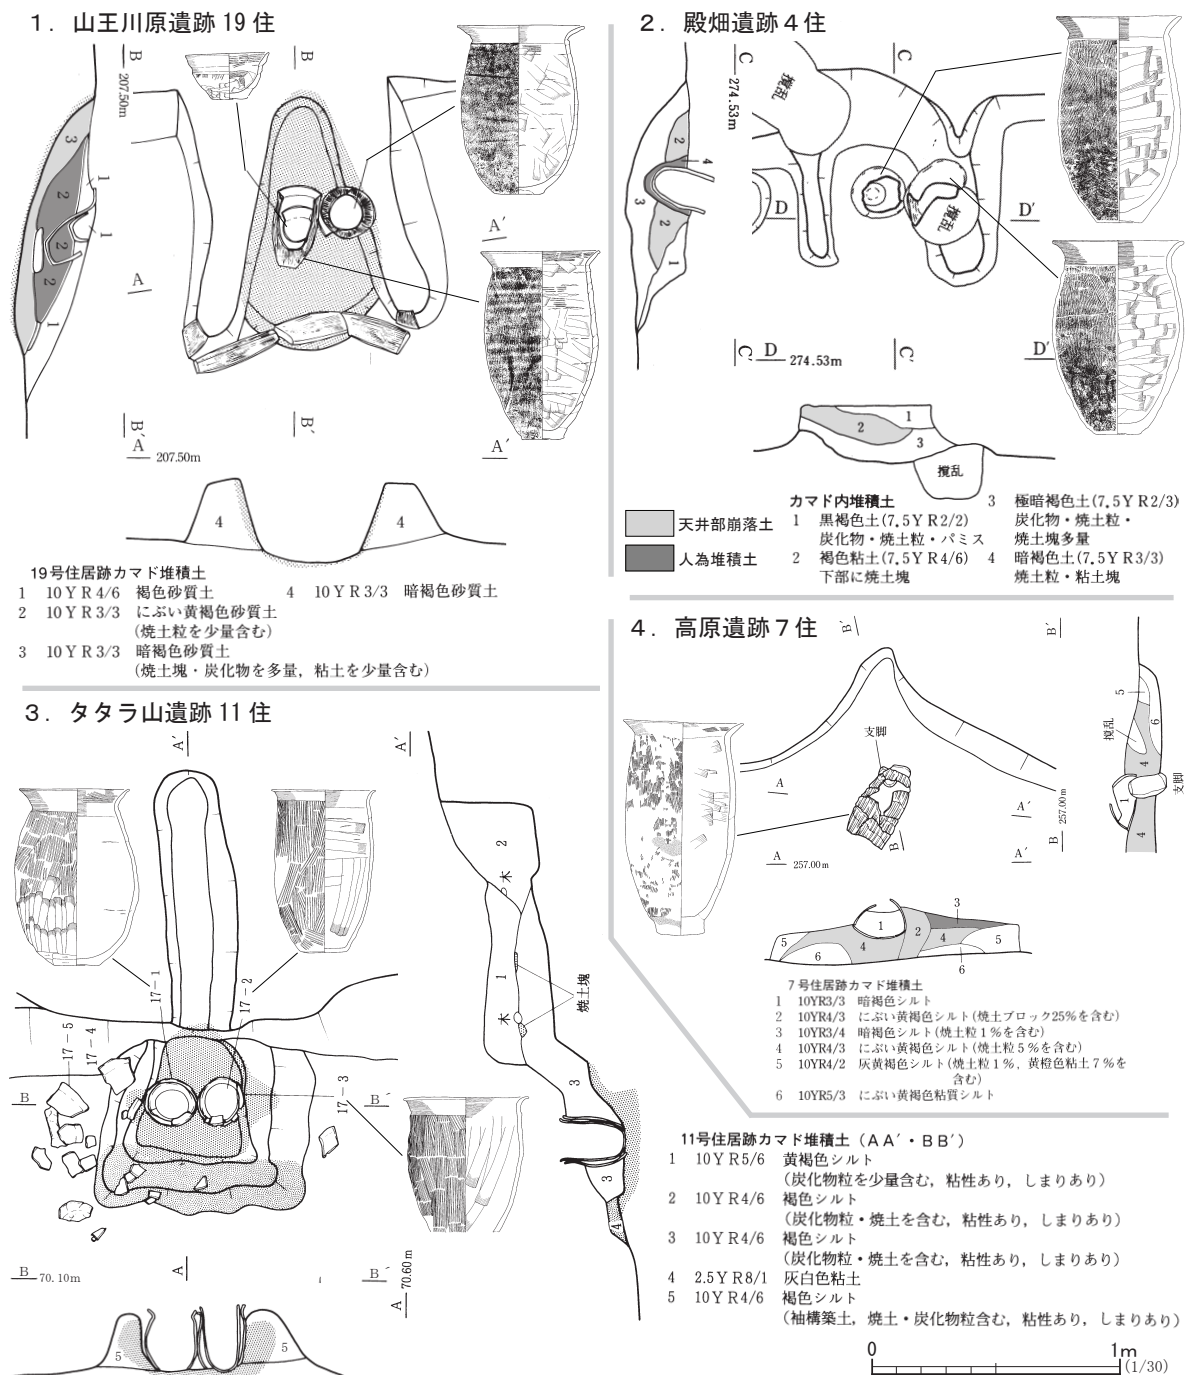 1．山王川原遺跡 19 住
B
207.50m
B
A′
A
B′
B′
A
207.50m
A′
3
2
1
2
1
2
1
4
4
19号住居跡カマド堆積土
1 10ＹＲ4/6 褐色砂質土
4 10ＹＲ3/3 暗褐色砂質土
2 10ＹＲ3/3 にぶい黄褐色砂質土
（焼土粒を少量含む）
3 10ＹＲ3/3 暗褐色砂質土
（焼土塊・炭化物を多量，粘土を少量含む）
2．殿畑遺跡４住
C
274.53m
C
撹乱
撹乱
D
D′
2
4
3
2
1
C′
D
274.53m
C′
D′
1
2
3
撹乱
天井部崩落土
人為堆積土
カマド内堆積土
1 黒褐色土(7.5ＹＲ2/2)
炭化物・焼土粒・パミス
2 褐色粘土(7.5ＹＲ4/6)
下部に焼土塊
3 極暗褐色土(7.5ＹＲ2/3)
炭化物・焼土粒・
焼土塊多量
4 暗褐色土(7.5ＹＲ3/3)
焼土粒・粘土塊
3．タタラ山遺跡 11 住
A′
A′
17－1
17－2
17－5
17－4
17－3
B
B′
2
木
1
木
焼土塊
3
3
4
B
70.10m
A
B′
A
70.60m
5
5
4．高原遺跡７住
B′
B′
支脚
A
A′
B
B
257.00m
A
257.00m
A′
5
6
撹乱
4
1
支脚
4
5
6
4
1
2
3
4
5
6
７号住居跡カマド堆積土
1 10YR3/3 暗褐色シルト
2 10YR4/3 にぶい黄褐色シルト(焼土ブロック25％を含む)
3 10YR3/4 暗褐色シルト(焼土粒１％を含む)
4 10YR4/3 にぶい黄褐色シルト(焼土粒５％を含む)
5 10YR4/2 灰黄褐色シルト(焼土粒１％，黄橙色粘土７％を
含む)
6 10YR5/3 にぶい黄褐色粘質シルト
11号住居跡カマド堆積土（ＡＡ′・ＢＢ′）
1 10ＹＲ5/6 黄褐色シルト
（炭化物粒を少量含む，粘性あり，しまりあり）
2 10ＹＲ4/6 褐色シルト
（炭化物粒・焼土を含む，粘性あり，しまりあり）
3 10ＹＲ4/6 褐色シルト
（炭化物粒・焼土を含む，粘性あり，しまりあり）
4 2.5ＹＲ8/1 灰白色粘土
5 10ＹＲ4/6 褐色シルト
（袖構築土，焼土・炭化物粒含む，粘性あり，しまりあり）
0
1m
(1/30)